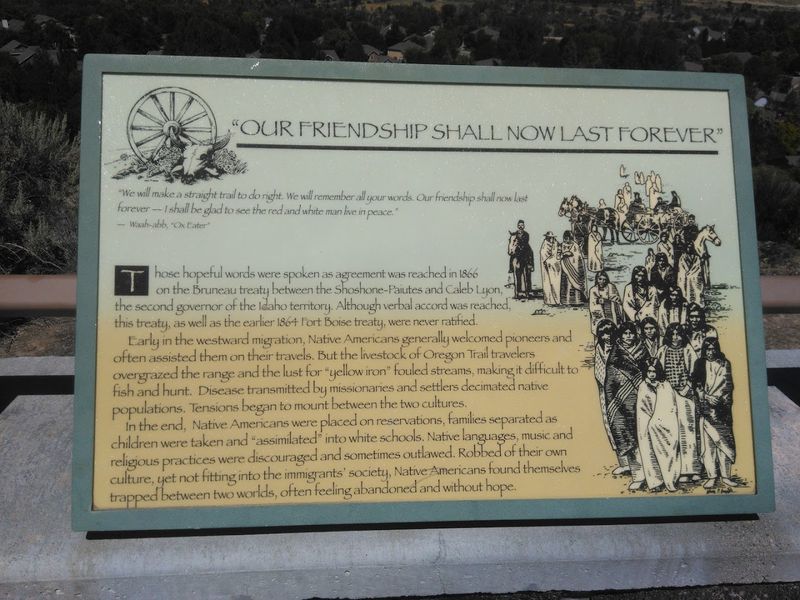 "OUR FRIENDSHIP SHALL NOW LAST FOREVER"
"We will make a straight trail to do right. We will remember all your words. Our friendship shall now last
forever — I shall be glad to see the red and white man live in peace."
— Waah-abb, "Ox Eater"
Those hopeful words were spoken as agreement was reached in 1866
on the Bruneau treaty between the Shoshone-Paiutes and Caleb Lyon,
the second governor of the Idaho territory. Although verbal accord was reached,
this treaty, as well as the earlier 1864 Fort Boise treaty, were never ratified.
Early in the westward migration, Native Americans generally welcomed pioneers and
often assisted them on their travels. But the livestock of Oregon Trail travelers
overgrazed the range and the lust for "yellow iron" fouled streams, making it difficult to
fish and hunt. Disease transmitted by missionaries and settlers decimated native
populations. Tensions began to mount between the two cultures.
In the end, Native Americans were placed on reservations, families separated as
children were taken and "assimilated" into white schools. Native languages, music and
religious practices were discouraged and sometimes outlawed. Robbed of their own
culture, yet not fitting into the immigrants' society, Native Americans found themselves
trapped between two worlds, often feeling abandoned and without hope.